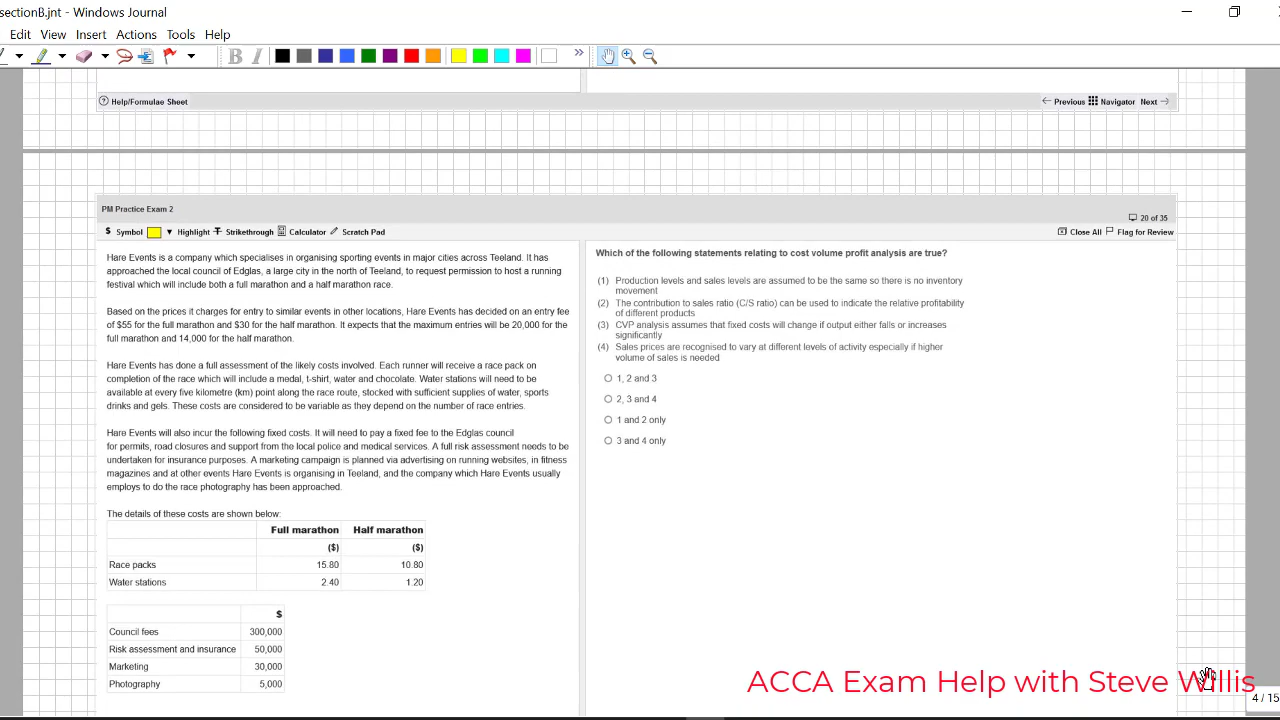 sectionB.jnt - Windows Journal
Edit View Insert Actions Tools Help
B I »
Help/Formulae Sheet
Previous Navigator Next
PM Practice Exam 2
20 of 35
$ Symbol Highlight Strikethrough Calculator Scratch Pad
Close All Flag for Review
Hare Events is a company which specialises in organising sporting events in major cities across Teeland. It has
approached the local council of Edglas, a large city in the north of Teeland, to request permission to host a running
festival which will include both a full marathon and a half marathon race.
Based on the prices it charges for entry to similar events in other locations, Hare Events has decided on an entry fee
of $55 for the full marathon and $30 for the half marathon. It expects that the maximum entries will be 20,000 for the
full marathon and 14,000 for the half marathon.
Hare Events has done a full assessment of the likely costs involved. Each runner will receive a race pack on
completion of the race which will include a medal, t-shirt, water and chocolate. Water stations will need to be
available at every five kilometre (km) point along the race route, stocked with sufficient supplies of water, sports
drinks and gels. These costs are considered to be variable as they depend on the number of race entries.
Hare Events will also incur the following fixed costs. It will need to pay a fixed fee to the Edglas council
for permits, road closures and support from the local police and medical services. A full risk assessment needs to be
undertaken for insurance purposes. A marketing campaign is planned via advertising on running websites, in fitness
magazines and at other events Hare Events is organising in Teeland, and the company which Hare Events usually
employs to do the race photography has been approached.
The details of these costs are shown below:
Full marathon Half marathon
($) ($)
Race packs 15.80 10.80
Water stations 2.40 1.20
$
Council fees 300,000
Risk assessment and insurance 50,000
Marketing 30,000
Photography 5,000
Which of the following statements relating to cost volume profit analysis are true?
(1) Production levels and sales levels are assumed to be the same so there is no inventory
movement
(2) The contribution to sales ratio (C/S ratio) can be used to indicate the relative profitability
of different products
(3) CVP analysis assumes that fixed costs will change if output either falls or increases
significantly
(4) Sales prices are recognised to vary at different levels of activity especially if higher
volume of sales is needed
1, 2 and 3
2, 3 and 4
1 and 2 only
3 and 4 only
ACCA Exam Help with Steve Willis
4 / 15